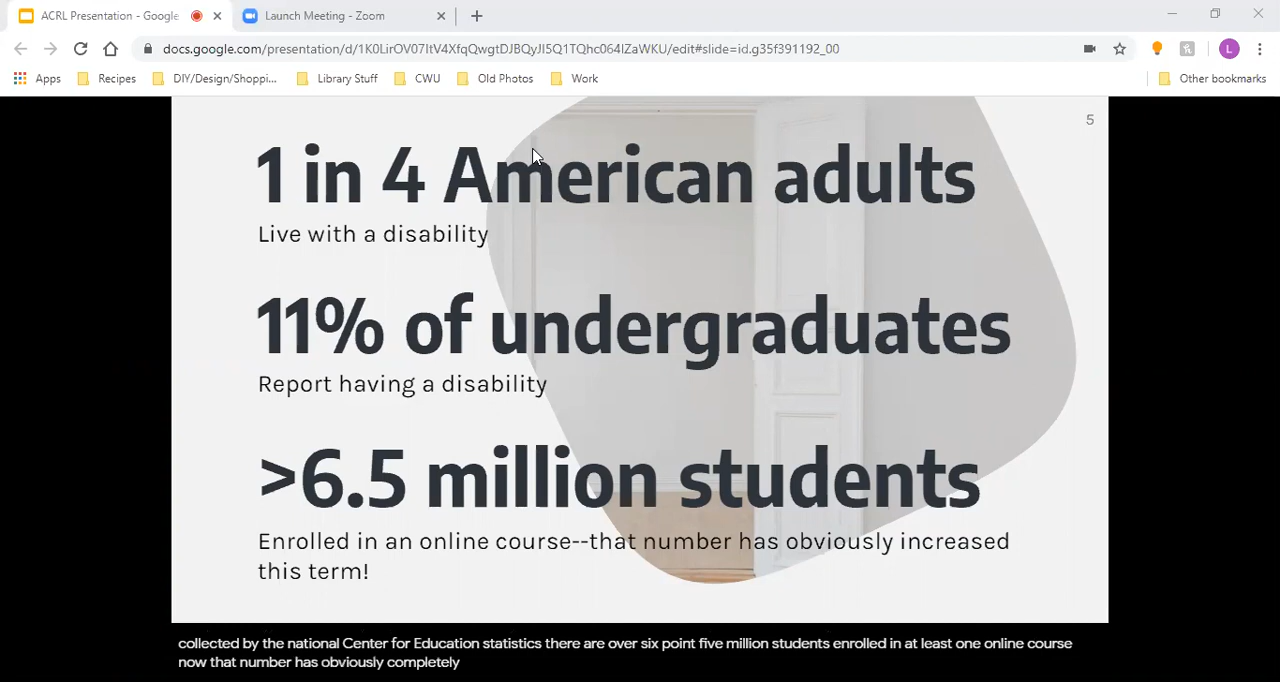 ACRL Presentation - Google
Launch Meeting - Zoom
docs.google.com/presentation/d/1K0LirOV07ItV4XfqQwgtDJBQyJI5Q1TQhc064lZaWKU/edit#slide=id.g35f391192_00
L
Apps Recipes DIY/Design/Shoppi... Library Stuff CWU Old Photos Work Other bookmarks
5
1 in 4 American adults
Live with a disability
11% of undergraduates
Report having a disability
>6.5 million students
Enrolled in an online course--that number has obviously increased
this term!
collected by the national Center for Education statistics there are over six point five million students enrolled in at least one online course
now that number has obviously completely